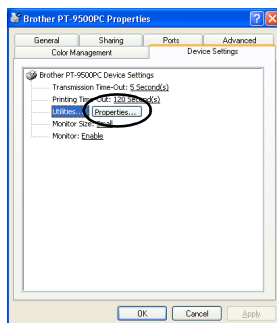 Brother PT-9500PC Properties
General Sharing Ports Advanced
Color Management Device Settings
Brother PT-9500PC Device Settings
Transmission Time-Out: 5 Second(s)
Printing Time-Out: 120 Second(s)
Utilities... Properties...
Monitor Size: Small
Monitor: Enable
OK Cancel Apply